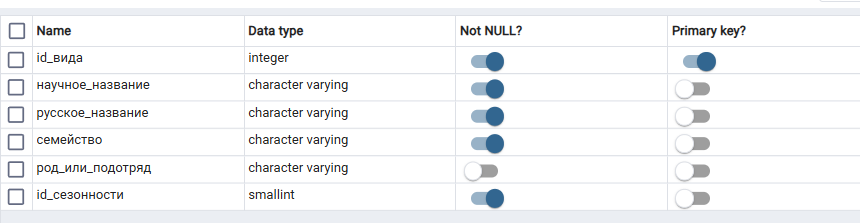 Name Data type Not NULL? Primary key?
id_вида integer
научное_название character varying
русское_название character varying
семейство character varying
род_или_подотряд character varying
id_сезонности smallint